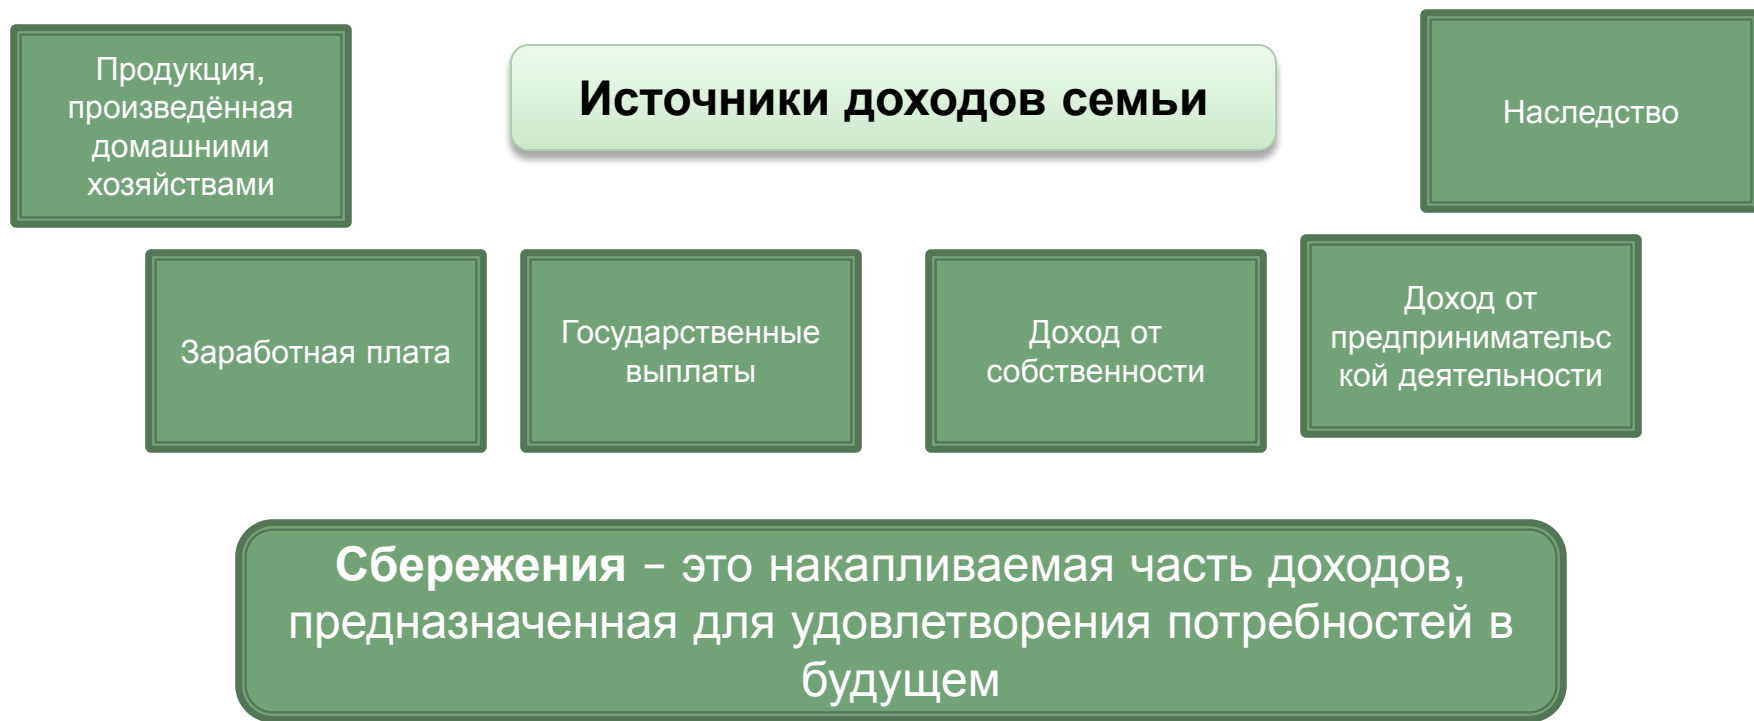 Продукция,
произведённая
домашними
хозяйствами
Источники доходов семьи
Наследство
Заработная плата
Государственные
выплаты
Доход от
собственности
Доход от
предпринимательс
кой деятельности
Сбережения – это накапливаемая часть доходов,
предназначенная для удовлетворения потребностей в
будущем